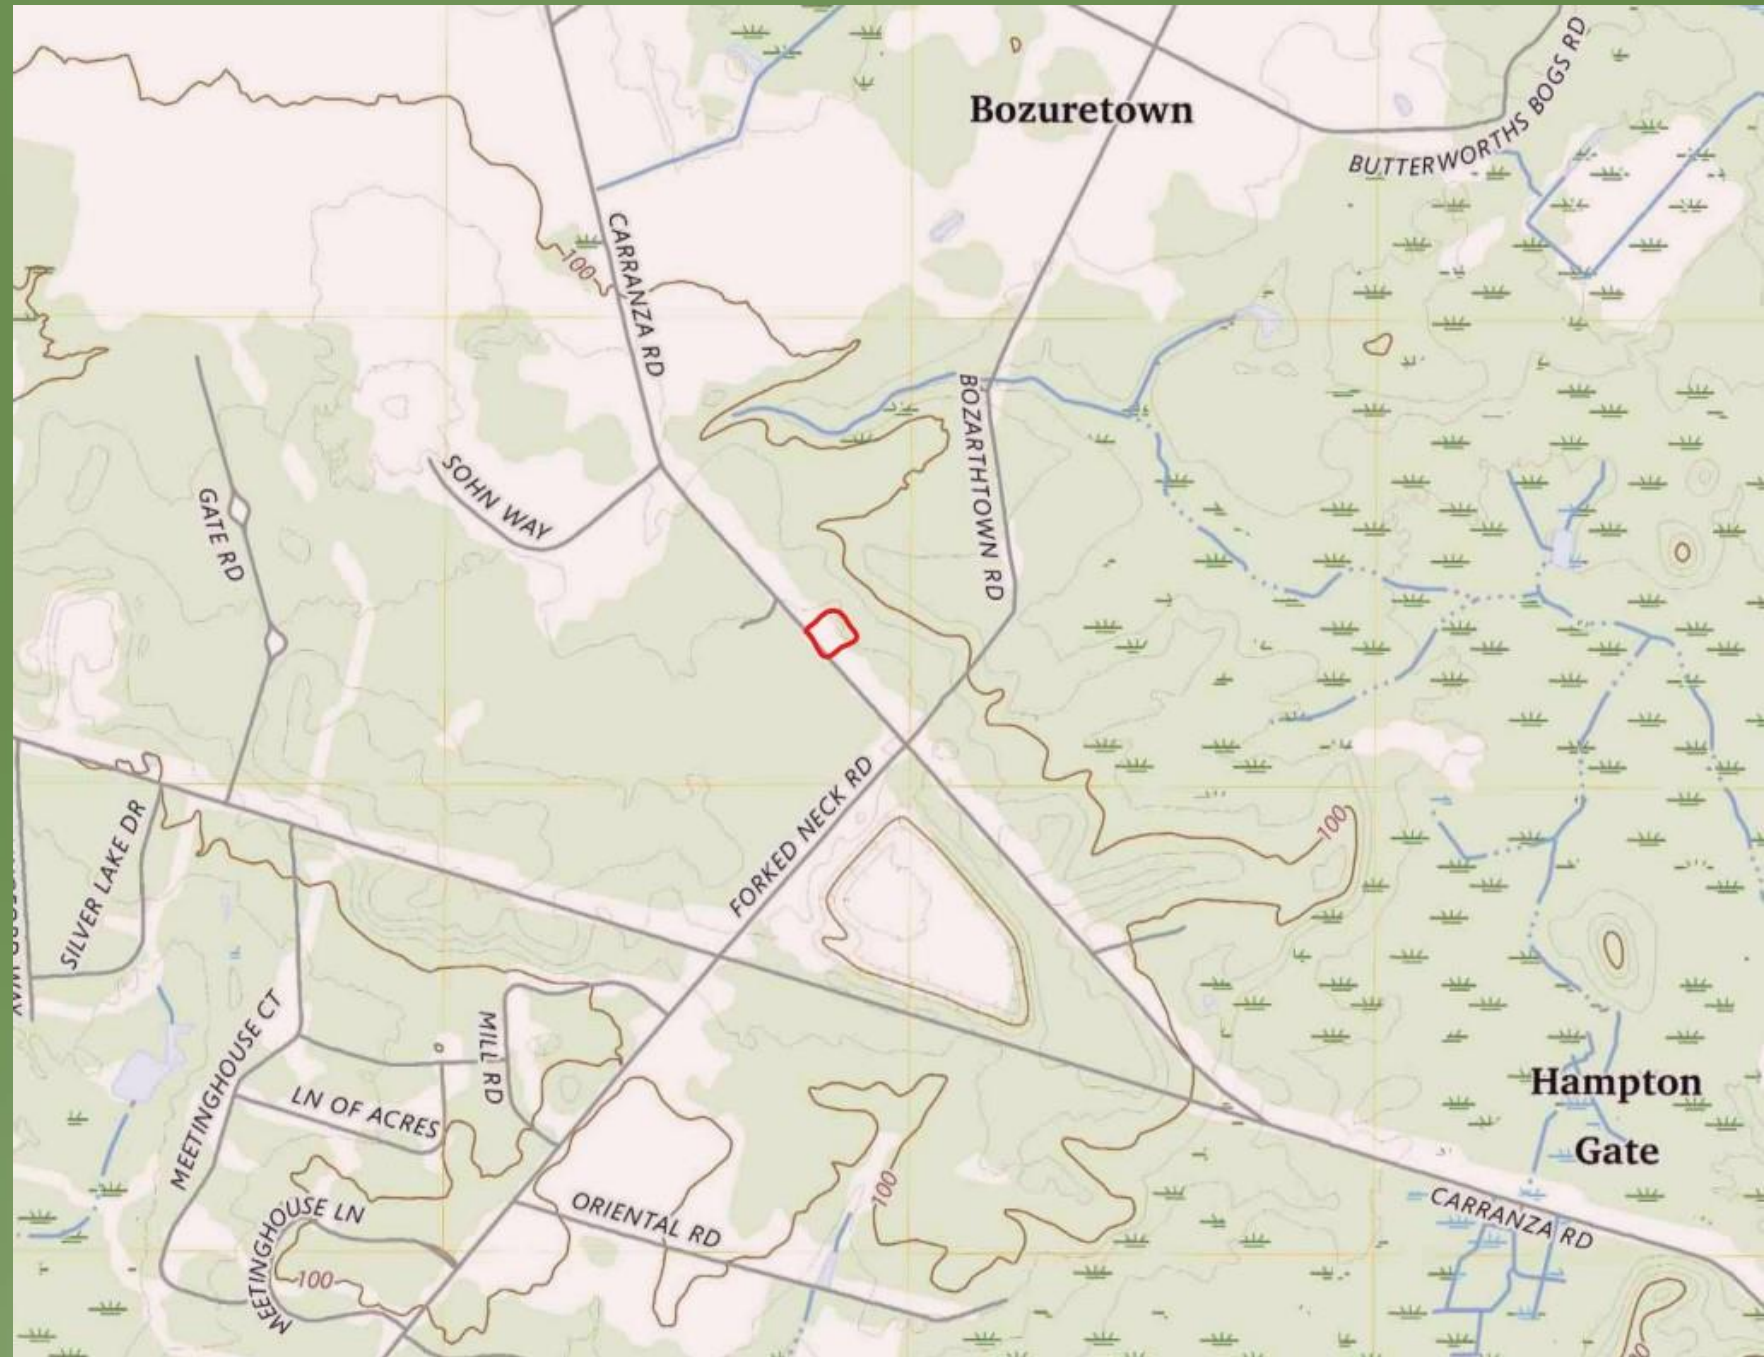 BUTTERWORTHS BOGS RD
Bozuretown
CARRANZA RD
100
BOZARTHTOWN RD
SOHN WAY
GATE RD
FORKED NECK RD
SILVER LAKE DR
100
MEETINGHOUSE CT
MILL RD
LN OF ACRES
Hampton
Gate
MEETINGHOUSE LN
100
ORIENTAL RD
100
CARRANZA RD